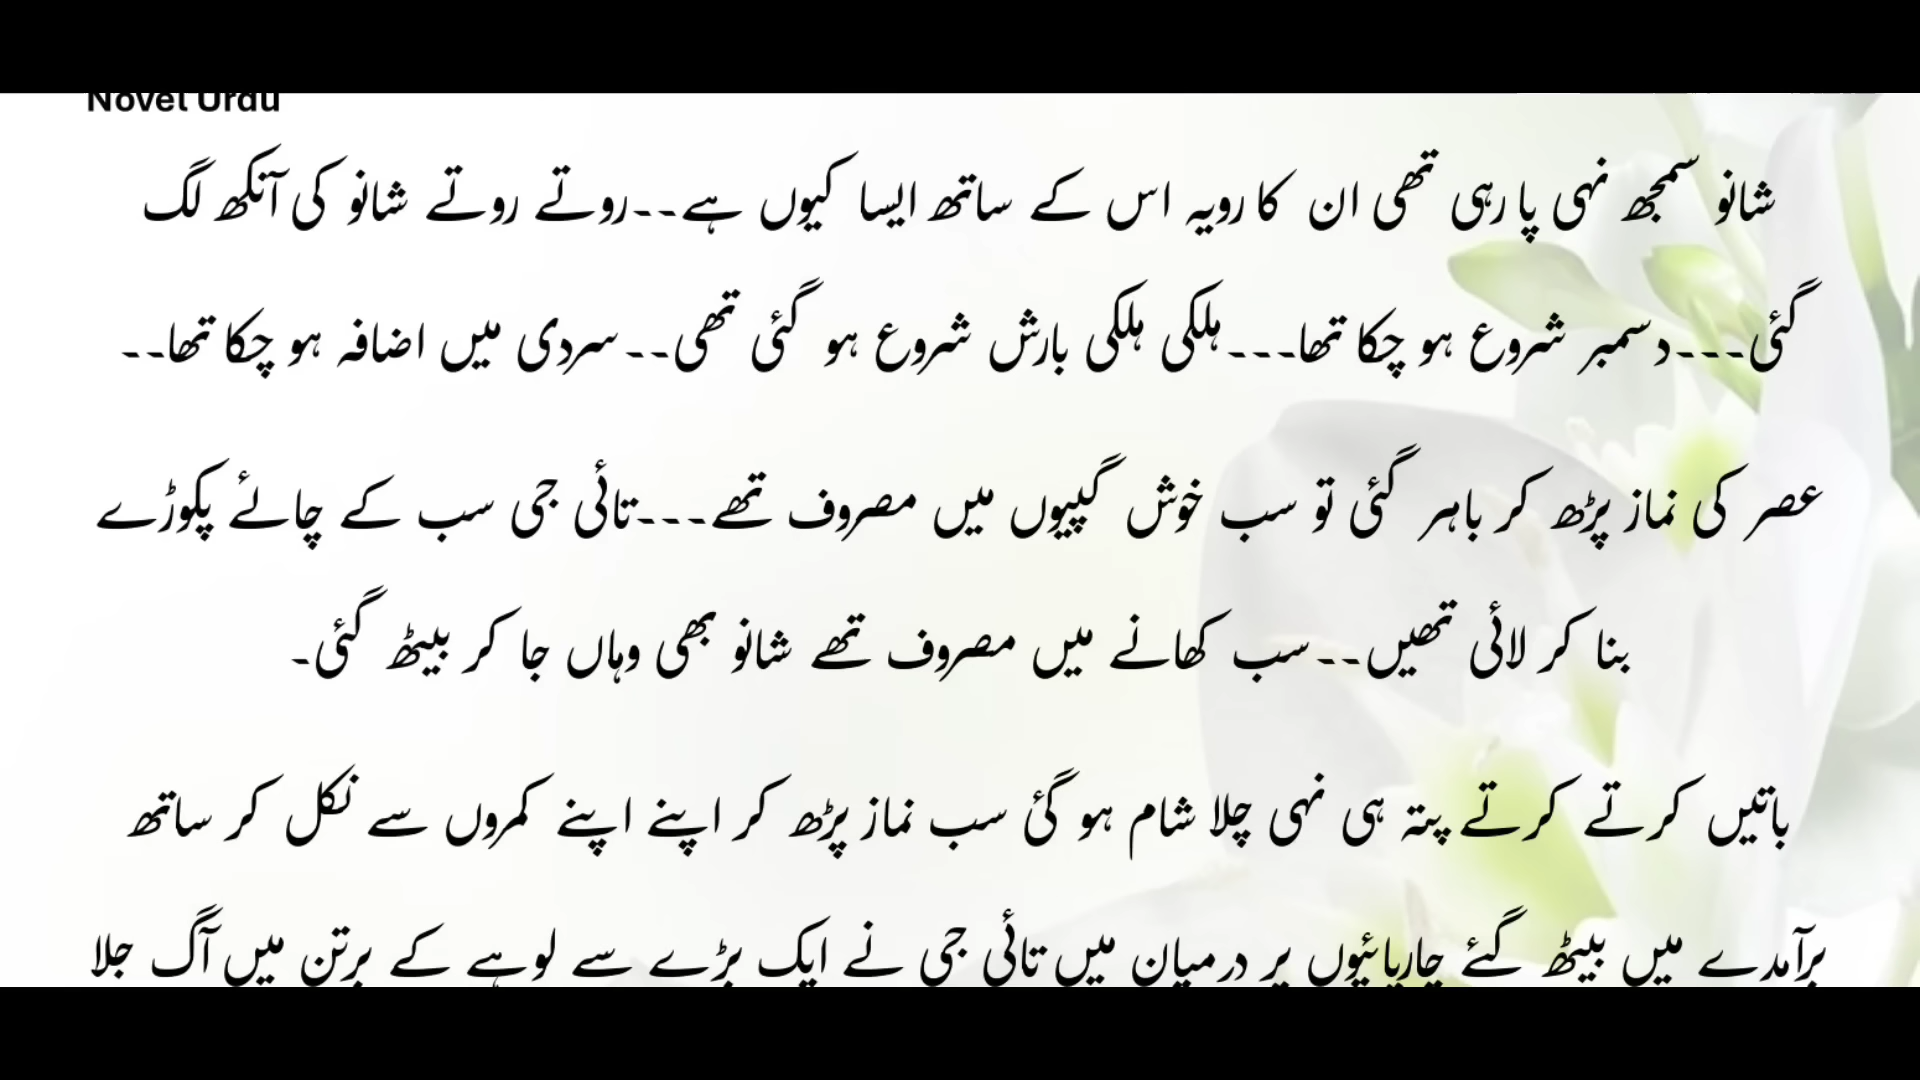 Novel Urdu
شانو سمجھ نہی پا رہی تھی ان کا رویہ اس کے ساتھ ایسا کیوں ہے۔۔روتے روتے شانو کی آنکھ لگ
گئی۔۔۔دسمبر شروع ہو چکا تھا۔۔۔ہلکی ہلکی بارش شروع ہو گئی تھی۔۔سردی میں اضافہ ہو چکا تھا۔۔
عصر کی نماز پڑھ کر باہر گئی تو سب خوش گپیوں میں مصروف تھے۔۔۔تائی جی سب کے چائے پکوڑے
بنا کر لائی تھیں۔۔سب کھانے میں مصروف تھے شانو بھی وہاں جا کر بیٹھ گئی۔
باتیں کرتے کرتے پتہ ہی نہی چلا شام ہو گئ سب نماز پڑھ کر اپنے اپنے کمروں سے نکل کر ساتھ
برآمدے میں بیٹھ گئے چارپائیوں پر درمیان میں تائی جی نے ایک بڑے سے لوہے کے برتن میں آگ جلا